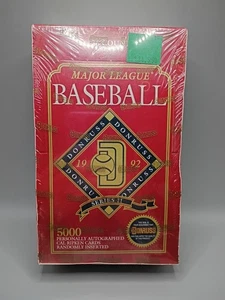 MAJOR LEAGUE
BASEBALL
DONRUSS
DONRUSS
19 D 92
DONRUSS
DONRUSS
SERIES II
5000
PERSONALLY AUTOGRAPHED
CAL RIPKEN CARDS
RANDOMLY INSERTED
DONRUSS